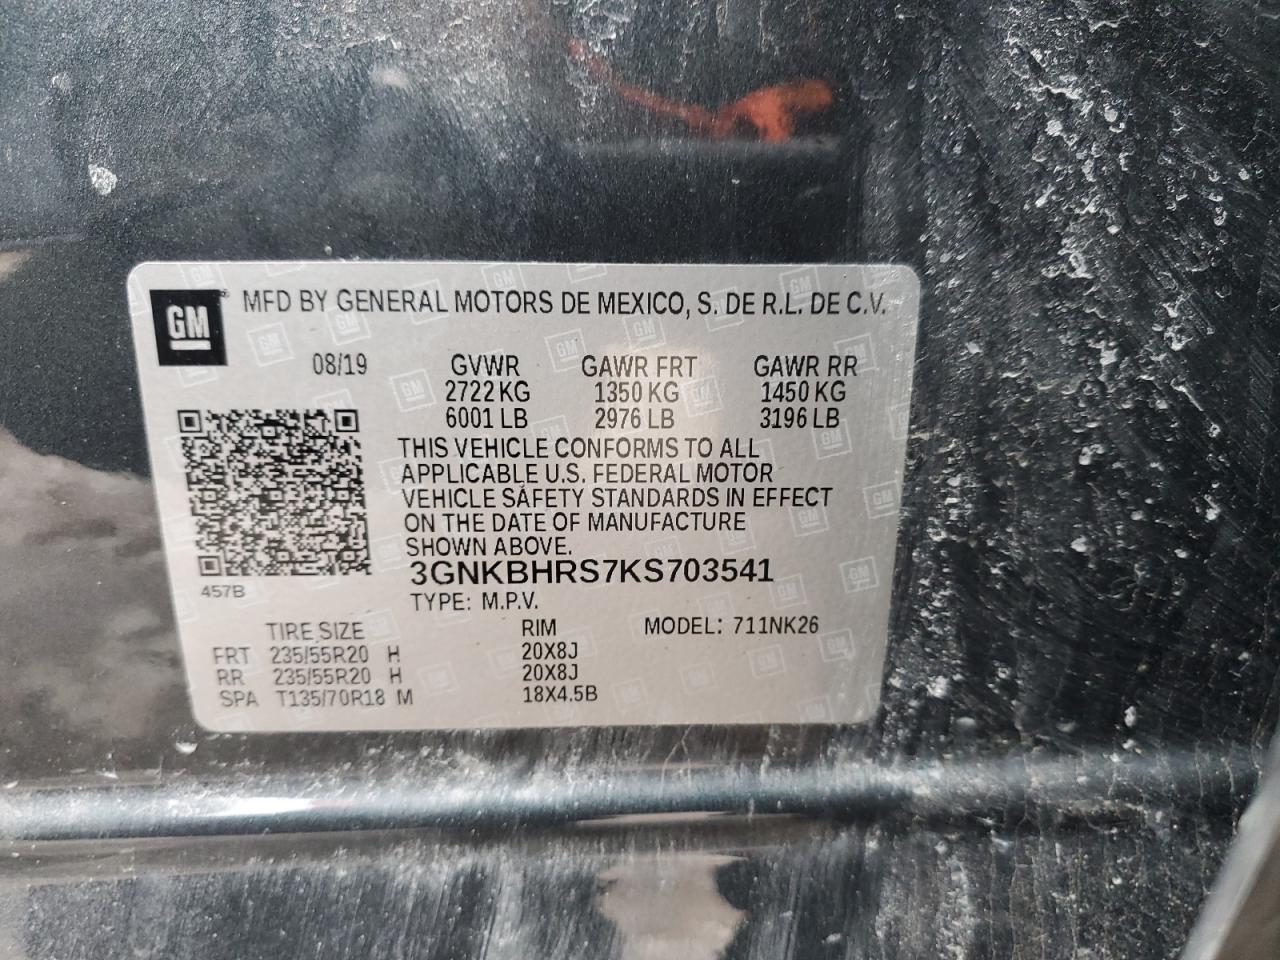 GM MFD BY GENERAL MOTORS DE MEXICO, S. DE R.L. DE C.V.
08/19 GVWR GAWR FRT GAWR RR
2722 KG 1350 KG 1450 KG
6001 LB 2976 LB 3196 LB
THIS VEHICLE CONFORMS TO ALL
APPLICABLE U.S. FEDERAL MOTOR
VEHICLE SAFETY STANDARDS IN EFFECT
ON THE DATE OF MANUFACTURE
SHOWN ABOVE.
3GNKBHRS7KS703541
457B
TYPE: M.P.V.
TIRE SIZE RIM MODEL: 711NK26
FRT 235/55R20 H 20X8J
RR 235/55R20 H 20X8J
SPA T135/70R18 M 18X4.5B